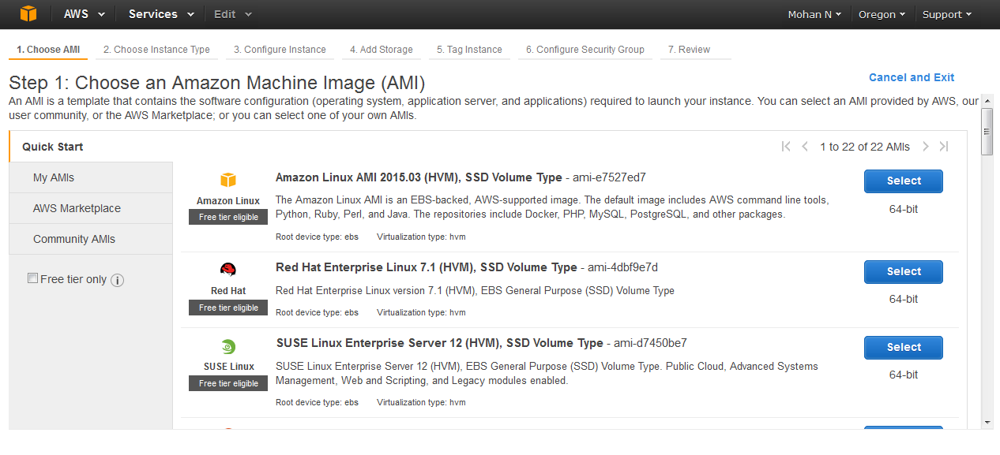 AWS Services Edit Mohan N Oregon Support
1. Choose AMI 2. Choose Instance Type 3. Configure Instance 4. Add Storage 5. Tag Instance 6. Configure Security Group 7. Review
Step 1: Choose an Amazon Machine Image (AMI)
Cancel and Exit
An AMI is a template that contains the software configuration (operating system, application server, and applications) required to launch your instance. You can select an AMI provided by AWS, our
user community, or the AWS Marketplace; or you can select one of your own AMIs.
Quick Start
My AMIs
AWS Marketplace
Community AMIs
Free tier only
1 to 22 of 22 AMIs
Amazon Linux
Free tier eligible
Amazon Linux AMI 2015.03 (HVM), SSD Volume Type - ami-e7527ed7
The Amazon Linux AMI is an EBS-backed, AWS-supported image. The default image includes AWS command line tools,
Python, Ruby, Perl, and Java. The repositories include Docker, PHP, MySQL, PostgreSQL, and other packages.
Root device type: ebs Virtualization type: hvm
Select
64-bit
Red Hat
Free tier eligible
Red Hat Enterprise Linux 7.1 (HVM), SSD Volume Type - ami-4dbf9e7d
Red Hat Enterprise Linux version 7.1 (HVM), EBS General Purpose (SSD) Volume Type
Root device type: ebs Virtualization type: hvm
Select
64-bit
SUSE Linux
Free tier eligible
SUSE Linux Enterprise Server 12 (HVM), SSD Volume Type - ami-d7450be7
SUSE Linux Enterprise Server 12 (HVM), EBS General Purpose (SSD) Volume Type. Public Cloud, Advanced Systems
Management, Web and Scripting, and Legacy modules enabled.
Root device type: ebs Virtualization type: hvm
Select
64-bit